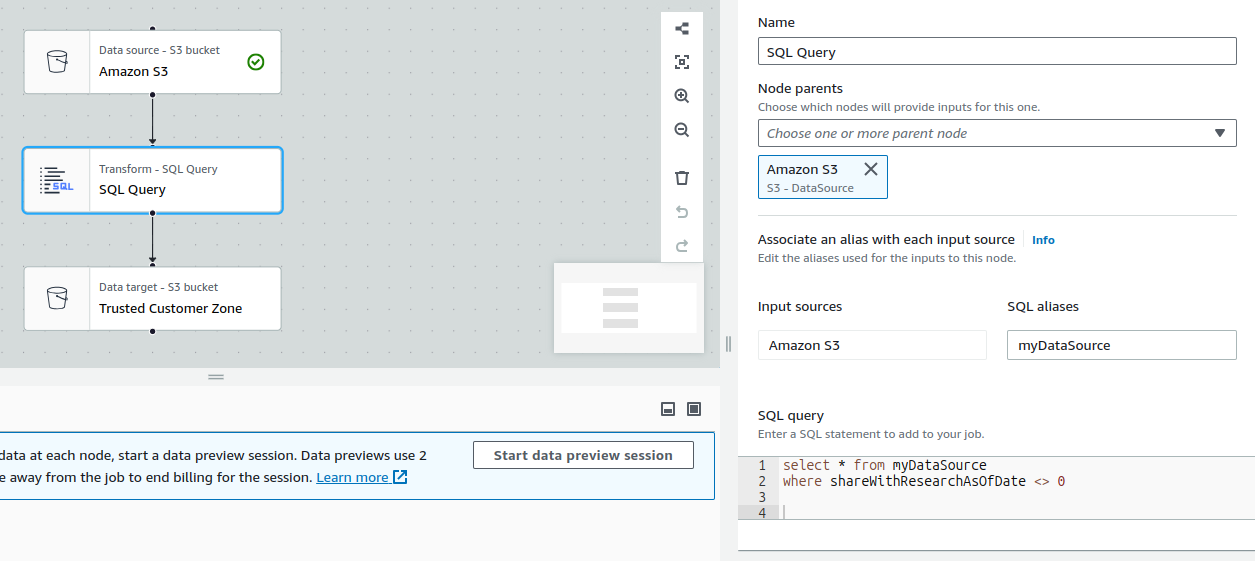 Data source - S3 bucket
Amazon S3
Transform - SQL Query
SQL
SQL Query
Data target - S3 bucket
Trusted Customer Zone
data at each node, start a data preview session. Data previews use 2
e away from the job to end billing for the session. Learn more
Start data preview session
Name
SQL Query
Node parents
Choose which nodes will provide inputs for this one.
Choose one or more parent node
Amazon S3
S3 - DataSource
Associate an alias with each input source Info
Edit the aliases used for the inputs to this node.
Input sources SQL aliases
Amazon S3 myDataSource
SQL query
Enter a SQL statement to add to your job.
1 select * from myDataSource
2 where shareWithResearchAsOfDate <> 0
3
4